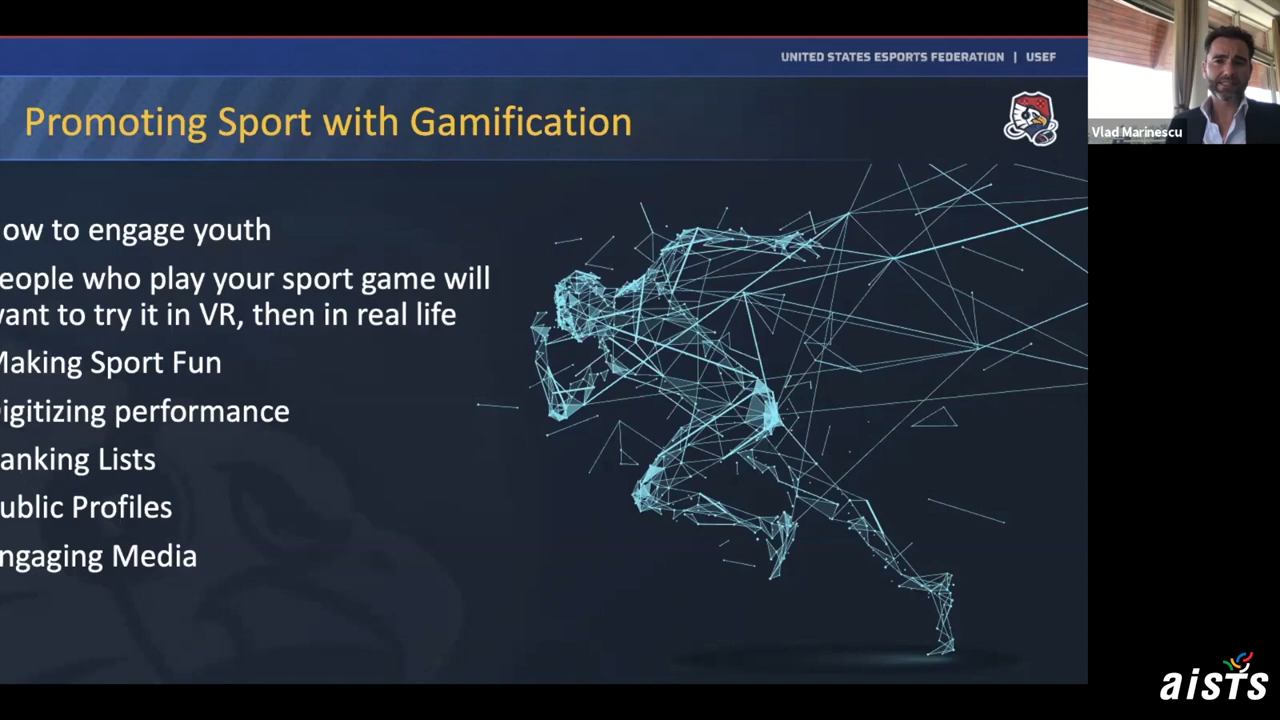 UNITED STATES ESPORTS FEDERATION | USEF
Promoting Sport with Gamification
Vlad Marinescu
ow to engage youth
eople who play your sport game will
want to try it in VR, then in real life
Making Sport Fun
igitizing performance
anking Lists
ublic Profiles
ngaging Media
aisTs